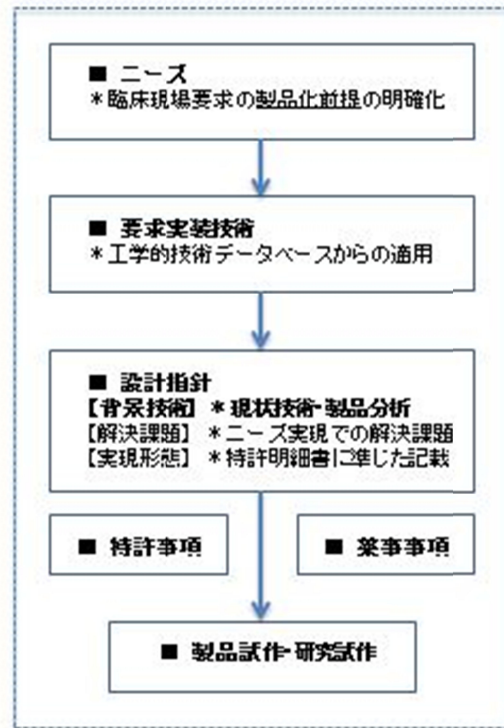 ■ ニーズ
*臨床現場要求の製品化前提の明確化
■ 要求実装技術
*工学的技術データベースからの適用
■ 設計指針
【背景技術】 *現状技術・製品分析
【解決課題】 *ニーズ実現での解決課題
【実現形態】 *特許明細書に準じた記載
■ 特許事項
■ 薬事事項
■ 製品試作・研究試作